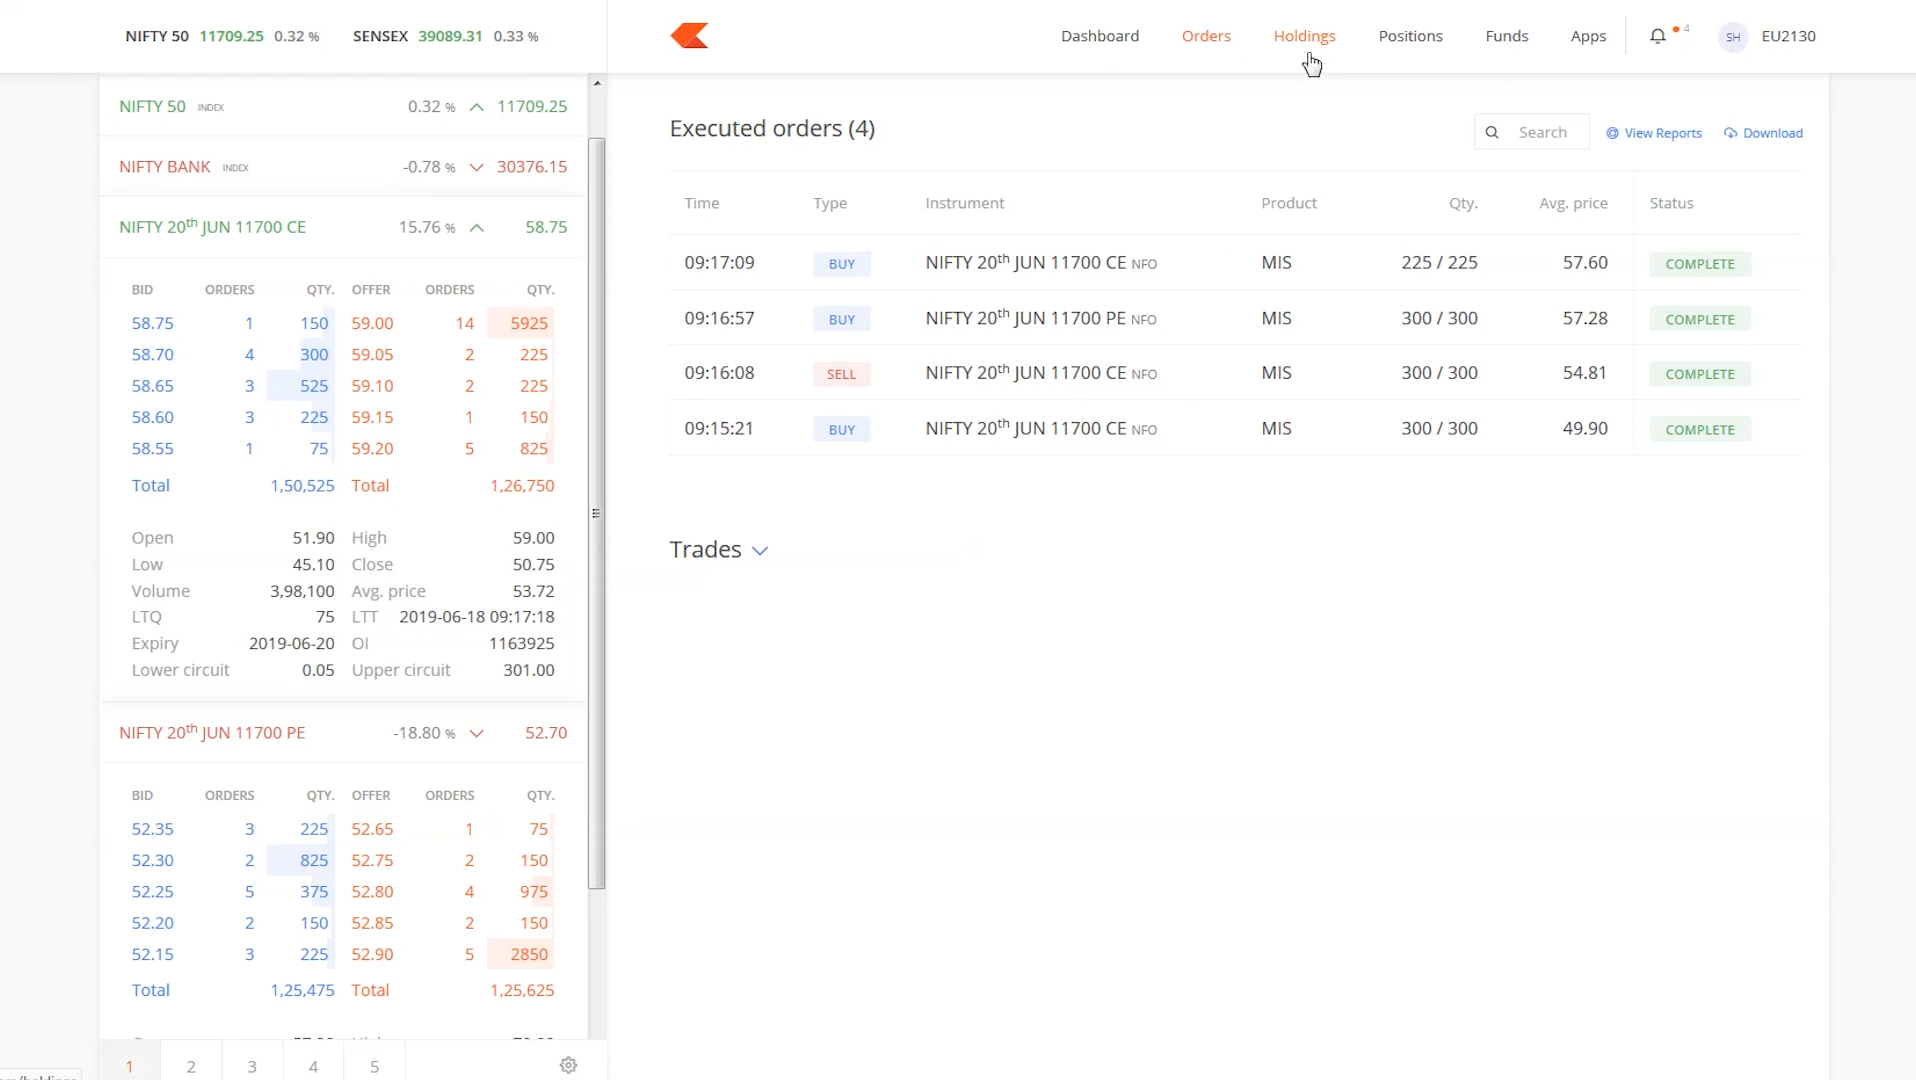 NIFTY 50 11709.25 0.32 % SENSEX 39089.31 0.33 %
Dashboard Orders Holdings Positions Funds Apps 4 SH EU2130
NIFTY 50 INDEX 0.32 % 11709.25
NIFTY BANK INDEX -0.78 % 30376.15
NIFTY 20th JUN 11700 CE 15.76 % 58.75
BID ORDERS QTY. OFFER ORDERS QTY.
58.75 1 150 59.00 14 5925
58.70 4 300 59.05 2 225
58.65 3 525 59.10 2 225
58.60 3 225 59.15 1 150
58.55 1 75 59.20 5 825
Total 1,50,525 Total 1,26,750
Open 51.90 High 59.00
Low 45.10 Close 50.75
Volume 3,98,100 Avg. price 53.72
LTQ 75 LTT 2019-06-18 09:17:18
Expiry 2019-06-20 OI 1163925
Lower circuit 0.05 Upper circuit 301.00
NIFTY 20th JUN 11700 PE -18.80 % 52.70
BID ORDERS QTY. OFFER ORDERS QTY.
52.35 3 225 52.65 1 75
52.30 2 825 52.75 2 150
52.25 5 375 52.80 4 975
52.20 2 150 52.85 2 150
52.15 3 225 52.90 5 2850
Total 1,25,475 Total 1,25,625
1 2 3 4 5
Executed orders (4) Search View Reports Download
Time Type Instrument Product Qty. Avg. price Status
09:17:09 BUY NIFTY 20th JUN 11700 CE NFO MIS 225 / 225 57.60 COMPLETE
09:16:57 BUY NIFTY 20th JUN 11700 PE NFO MIS 300 / 300 57.28 COMPLETE
09:16:08 SELL NIFTY 20th JUN 11700 CE NFO MIS 300 / 300 54.81 COMPLETE
09:15:21 BUY NIFTY 20th JUN 11700 CE NFO MIS 300 / 300 49.90 COMPLETE
Trades